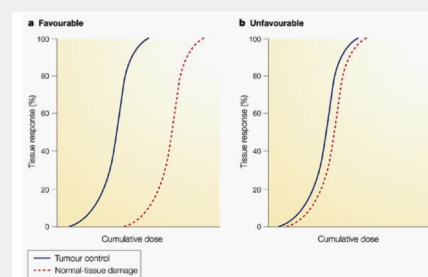 a Favourable
100
80
60
40
20
0
Tissue response (%)
Cumulative dose
b Unfavourable
100
80
60
40
20
0
Tissue response (%)
Cumulative dose
Tumour control
Normal-tissue damage